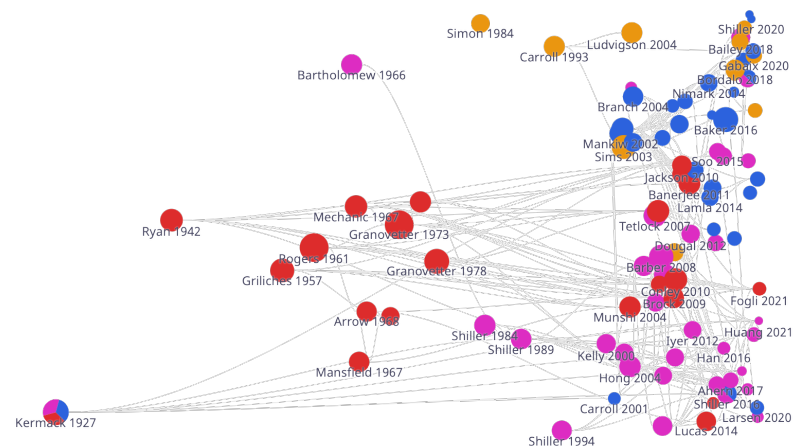 Simon 1984
Shiller 2020
Carroll 1993
Ludvigson 2004
Bailey 2018
Gabaix 2020
Bartholomew 1966
Bordalo 2018
Nimark 2014
Branch 2004
Baker 2016
Mankiw 2002
Sims 2003
Soo 2015
Jackson 2010
Banerjee 2011
Lamla 2014
Mechanic 1967
Ryan 1942
Granovetter 1973
Tetlock 2007
Dougal 2012
Rogers 1961
Barber 2008
Granovetter 1978
Griliches 1957
Conley 2010
Fogli 2021
Brock 2009
Munshi 2004
Arrow 1968
Shiller 1984
Huang 2021
Iyer 2012
Shiller 1989
Kelly 2000
Han 2016
Mansfield 1967
Hong 2004
Ahern 2017
Carroll 2001
Larsen 2020
Kermack 1927
Lucas 2014
Shiller 1994